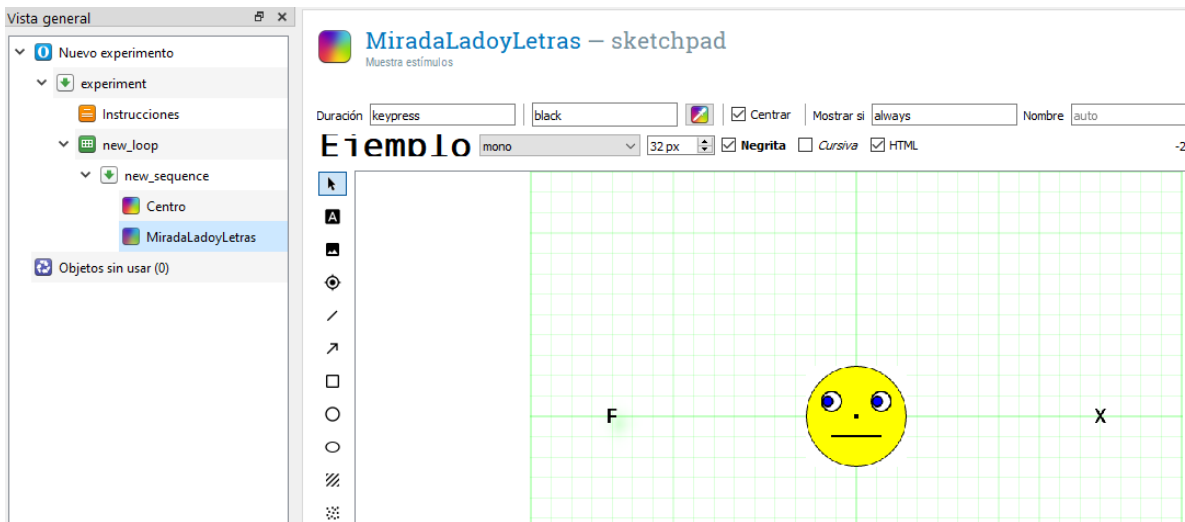 Vista general
Nuevo experimento
experiment
Instrucciones
new_loop
new_sequence
Centro
MiradaLadoyLetras
Objetos sin usar (0)
MiradaLadoyLetras — sketchpad
Muestra estímulos
Duración keypress black Centrar Mostrar si always Nombre auto
Ejemplo mono 32 px Negrita Cursiva HTML -2
A
F X